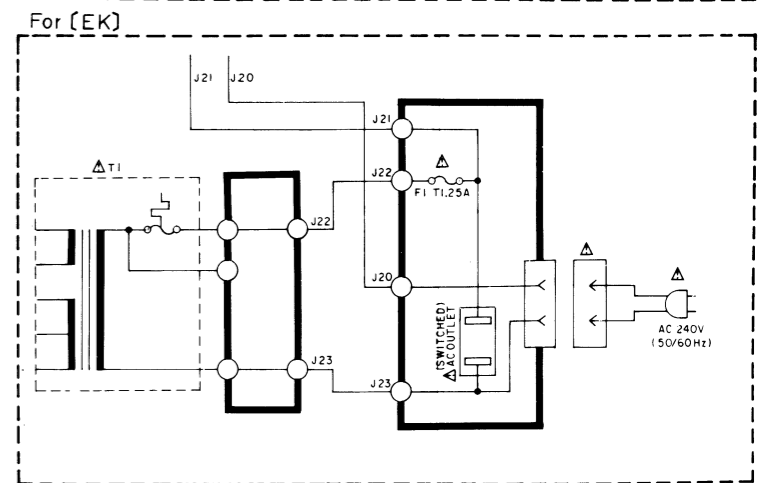 For [EK]
J21 J20
J21
T1
J22
F1 T1.25A
J22
J20
(SWITCHED)
AC OUTLET
AC 240V
(50/60Hz)
J23
J23